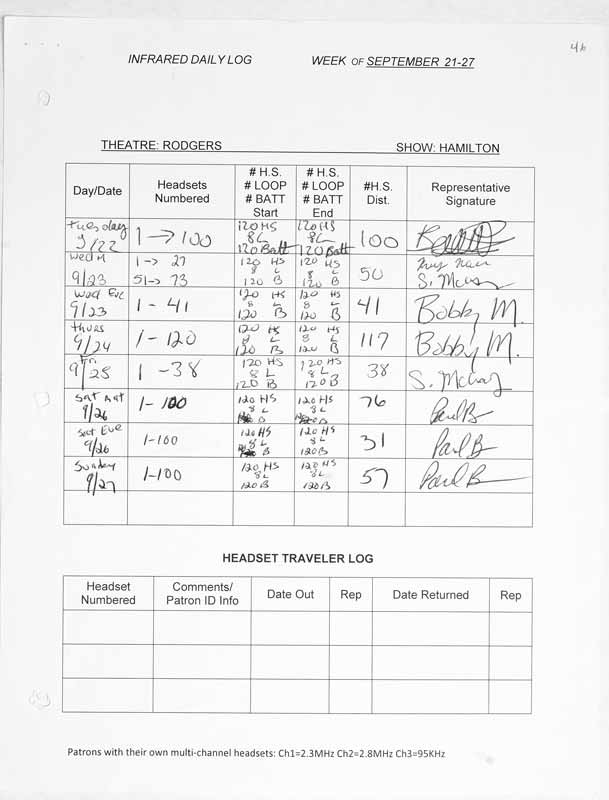 46
INFRARED DAILY LOG WEEK OF SEPTEMBER 21-27
THEATRE: RODGERS SHOW: HAMILTON
Day/Date
Headsets
Numbered
# H.S.
# LOOP
# BATT
Start
# H.S.
# LOOP
# BATT
End
#H.S.
Dist.
Representative
Signature
Tuesday
9/22
1 → 100
120 HS
8L
120 Batt
120 HS
8L
120 Batt
100
Wed M
9/23
1 -> 27
51 -> 73
120 HS
8 L
120 B
120 HS
8 L
120 B
50
Wed Eve
9/23
1 - 41
120 HS
8 L
120 B
120 HS
8 L
120 B
41
Bobby M.
Thurs
9/24
1 - 120
120 HS
8 L
120 B
120 HS
8 L
120 B
117
Bobby M.
Fri
9/25
1 - 38
120 HS
8 L
120 B
120 HS
8 L
120 B
38
Sat Mat
9/26
1 - 100
120 HS
8 L
120 B
120 HS
8 L
120 B
76
Paul B
Sat Eve
9/26
1-100
120 HS
8 L
120 B
120 HS
8 L
120 B
31
Paul B
Sunday
9/27
1-100
120 HS
8 L
120 B
120 HS
8 L
120 B
57
Paul B
HEADSET TRAVELER LOG
Headset
Numbered
Comments/
Patron ID Info
Date Out
Rep
Date Returned
Rep
Patrons with their own multi-channel headsets: Ch1=2.3MHz Ch2=2.8MHz Ch3=95KHz